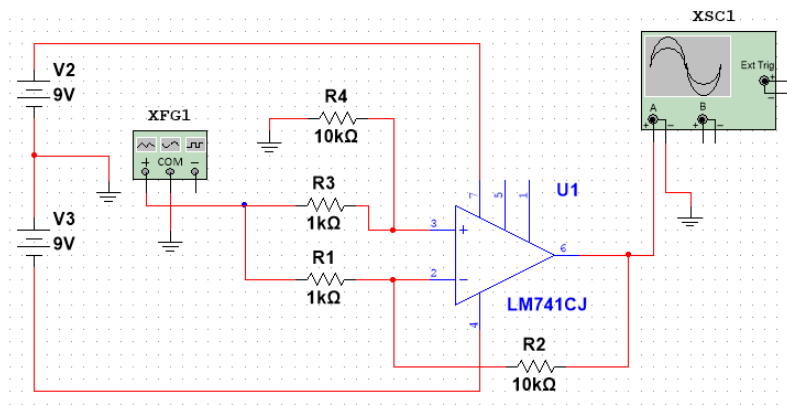 XSC1
Ext Trig
+
−
A
B
+ −
+ −
V2
9V
XFG1
+ COM −
R4
10kΩ
R3
1kΩ
V3
9V
R1
1kΩ
U1
7
5
1
3
+
2
−
6
4
LM741CJ
R2
10kΩ